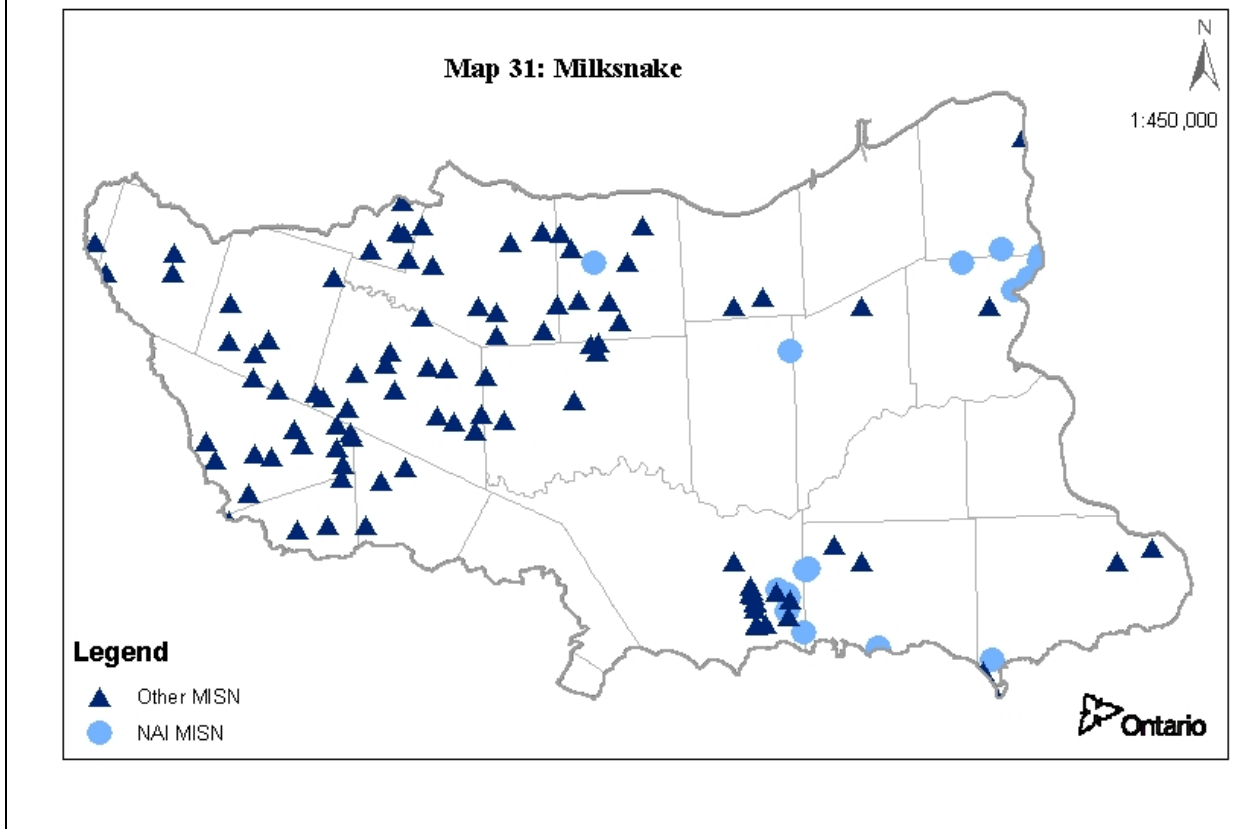 N
Map 31: Milksnake
1:450,000
Legend
Other MISN
NAI MISN
Ontario